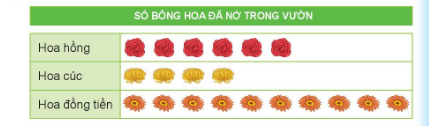 SỐ BÔNG HOA ĐÃ NỞ TRONG VƯỜN
Hoa hồng
Hoa cúc
Hoa đồng tiền